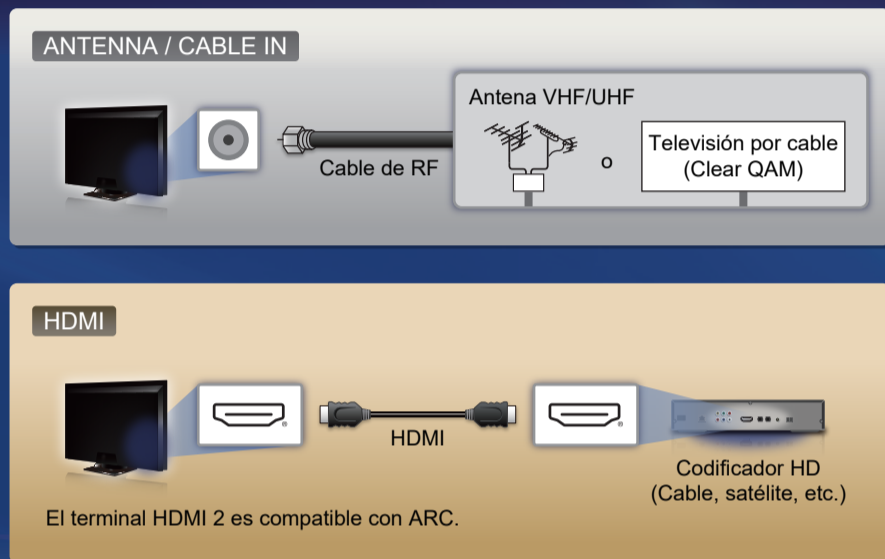 ANTENNA / CABLE IN
Antena VHF/UHF
Cable de RF
o
Televisión por cable
(Clear QAM)
HDMI
HDMI
Codificador HD
(Cable, satélite, etc.)
El terminal HDMI 2 es compatible con ARC.